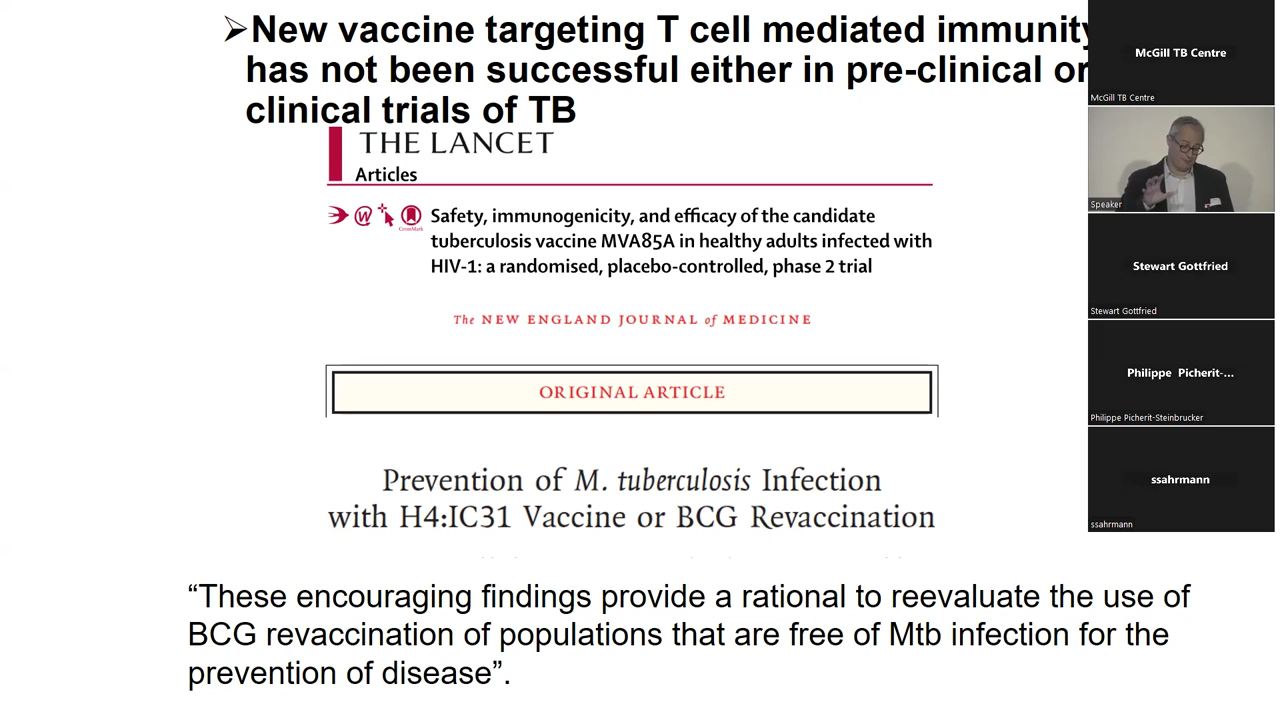 ➢New vaccine targeting T cell mediated immunity
has not been successful either in pre-clinical or
clinical trials of TB
THE LANCET
Articles
Safety, immunogenicity, and efficacy of the candidate
tuberculosis vaccine MVA85A in healthy adults infected with
HIV-1: a randomised, placebo-controlled, phase 2 trial
CrossMark
The NEW ENGLAND JOURNAL of MEDICINE
ORIGINAL ARTICLE
Prevention of M. tuberculosis Infection
with H4:IC31 Vaccine or BCG Revaccination
“These encouraging findings provide a rational to reevaluate the use of
BCG revaccination of populations that are free of Mtb infection for the
prevention of disease”.
McGill TB Centre
McGill TB Centre
Speaker
Stewart Gottfried
Stewart Gottfried
Philippe Picherit-...
Philippe Picherit-Steinbrucker
ssahrmann
ssahrmann